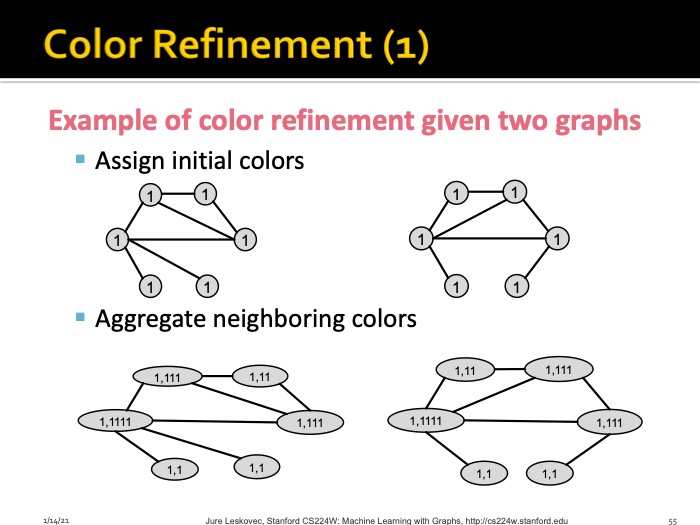 Color Refinement (1)
Example of color refinement given two graphs
Assign initial colors
1 1 1 1
1 1 1 1
1 1 1 1
Aggregate neighboring colors
1,111 1,11 1,11 1,111
1,1111 1,111 1,1111 1,111
1,1 1,1 1,1 1,1
1/14/21 Jure Leskovec, Stanford CS224W: Machine Learning with Graphs, http://cs224w.stanford.edu 55